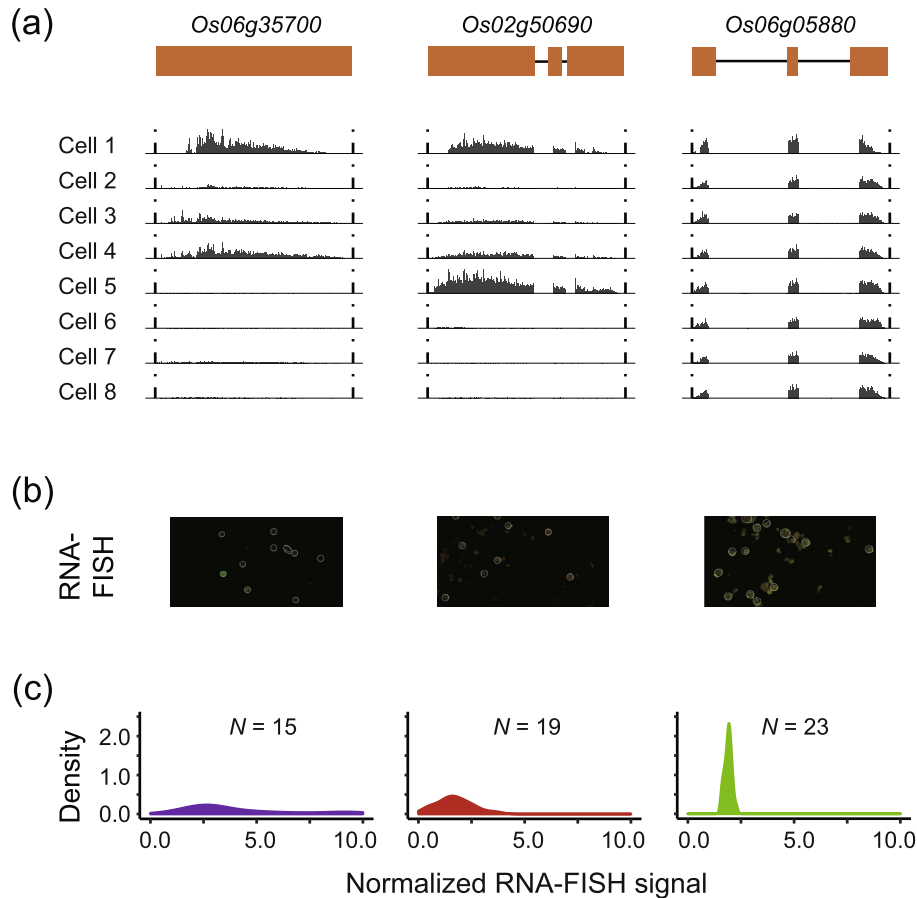 (a)
Os06g35700 Os02g50690 Os06g05880
Cell 1
Cell 2
Cell 3
Cell 4
Cell 5
Cell 6
Cell 7
Cell 8
(b)
RNA-
FISH
(c)
Density
2.0
0.0
N = 15 N = 19 N = 23
0.0 5.0 10.0 0.0 5.0 10.0 0.0 5.0 10.0
Normalized RNA-FISH signal